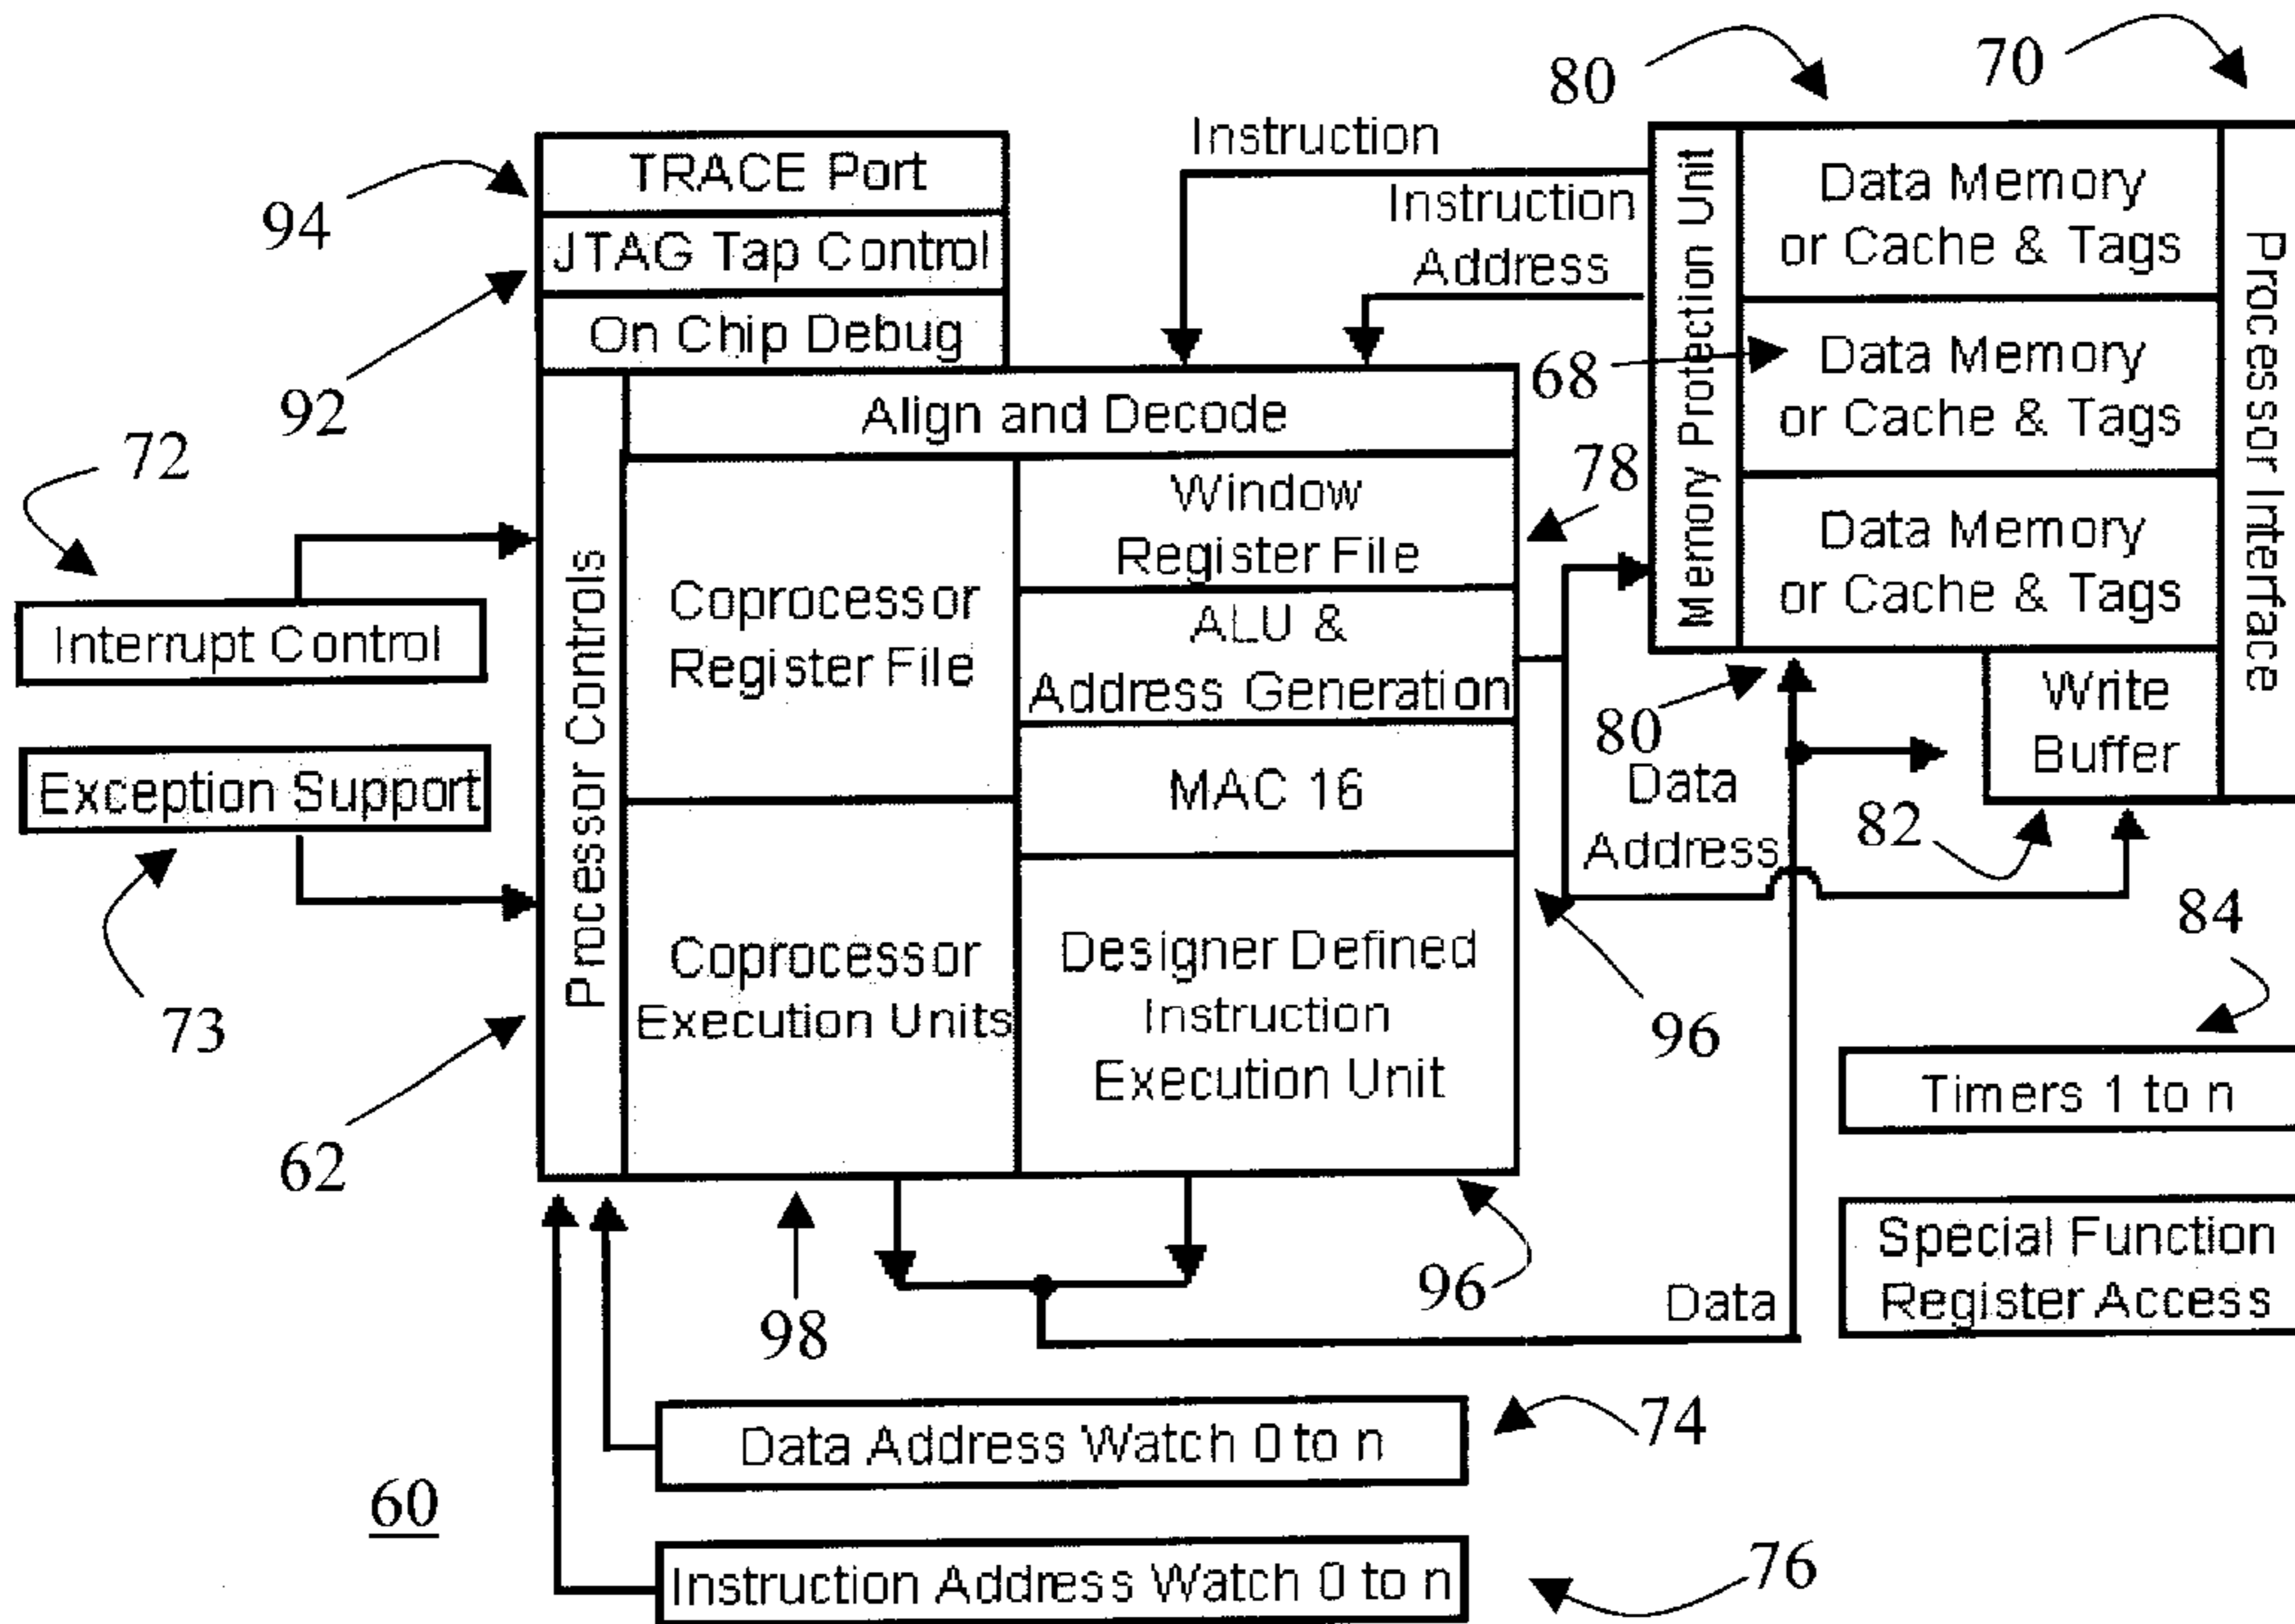 80
70
Instruction
TRACE Port
94
JTAG Tap Control
On Chip Debug
92
Instruction
Address
Memory Protection Unit
Data Memory
or Cache & Tags
68
Data Memory
or Cache & Tags
Data Memory
or Cache & Tags
Processor Interface
Align and Decode
72
Interrupt Control
Exception Support
73
62
Processor Controls
Coprocessor
Register File
Window
Register File
78
ALU &
Address Generation
MAC 16
Coprocessor
Execution Units
Designer Defined
Instruction
Execution Unit
80
Data
Address
Write
Buffer
82
96
84
Timers 1 to n
Special Function
Register Access
98
96
Data
Data Address Watch 0 to n
74
60
Instruction Address Watch 0 to n
76